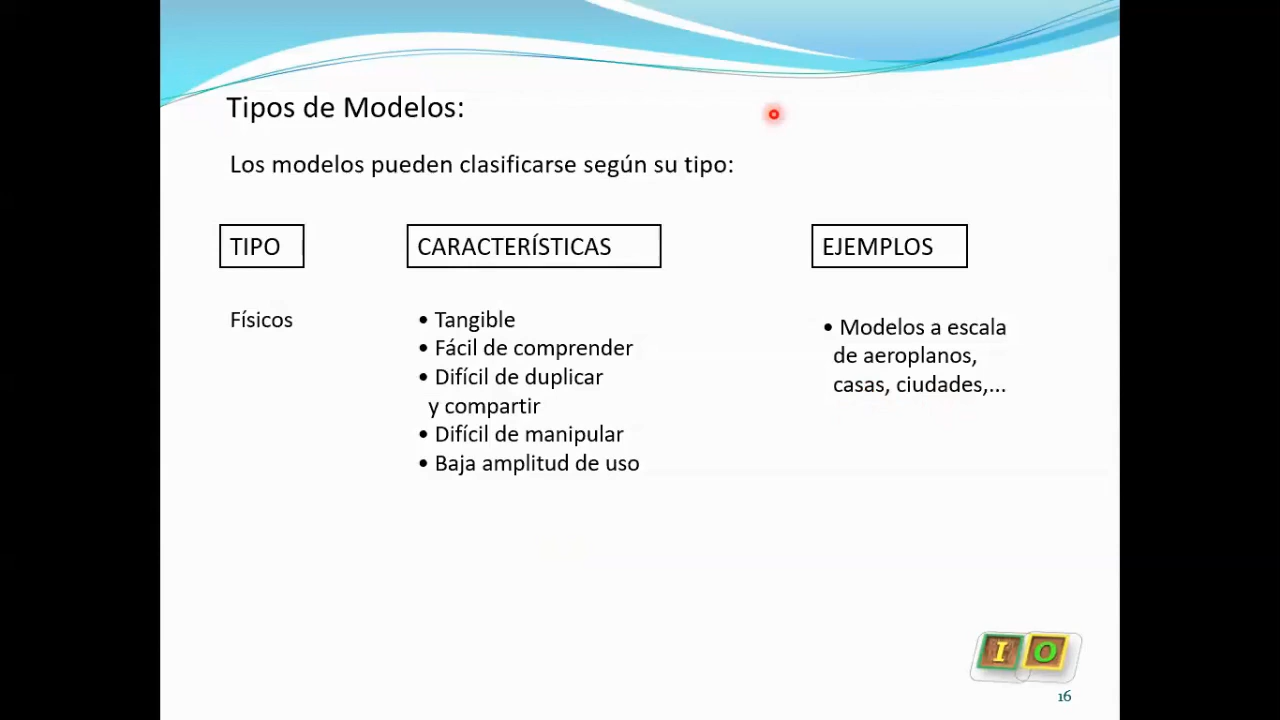 Tipos de Modelos:
Los modelos pueden clasificarse según su tipo:
TIPO
CARACTERÍSTICAS
EJEMPLOS
Físicos
• Tangible
• Fácil de comprender
• Difícil de duplicar
y compartir
• Difícil de manipular
• Baja amplitud de uso
• Modelos a escala
de aeroplanos,
casas, ciudades,...
I O
16